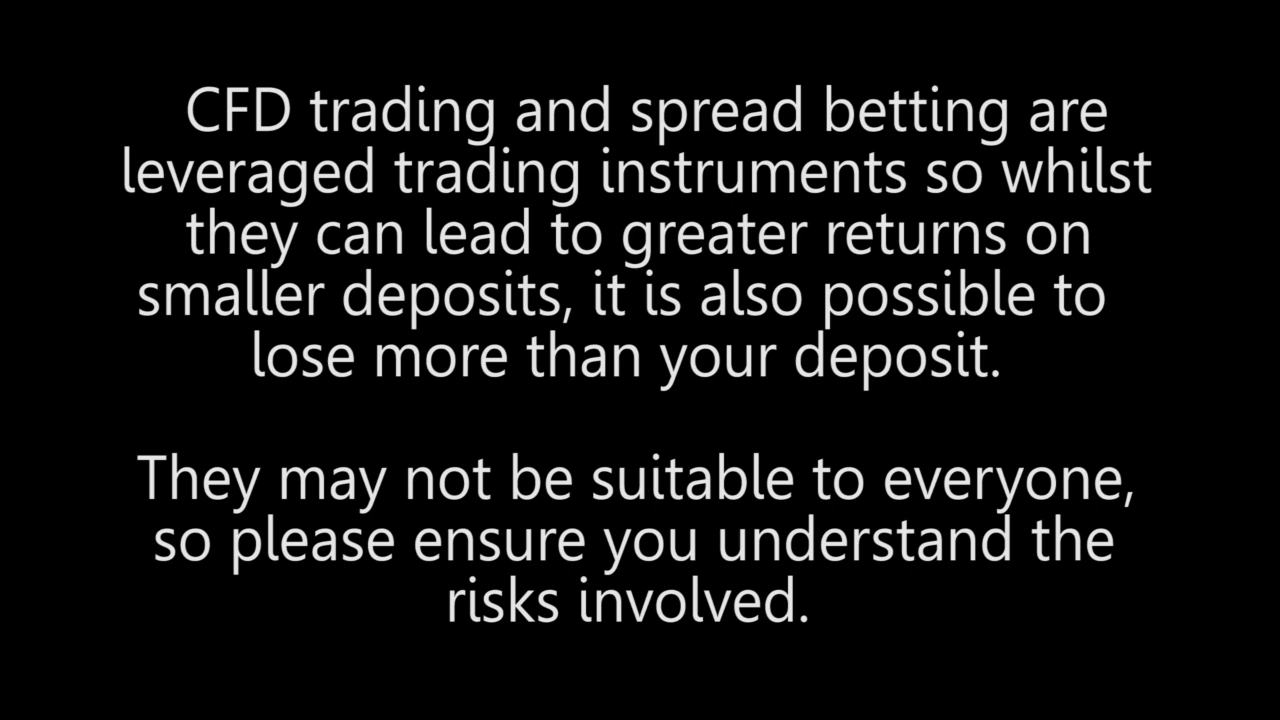 CFD trading and spread betting are
leveraged trading instruments so whilst
they can lead to greater returns on
smaller deposits, it is also possible to
lose more than your deposit.
They may not be suitable to everyone,
so please ensure you understand the
risks involved.